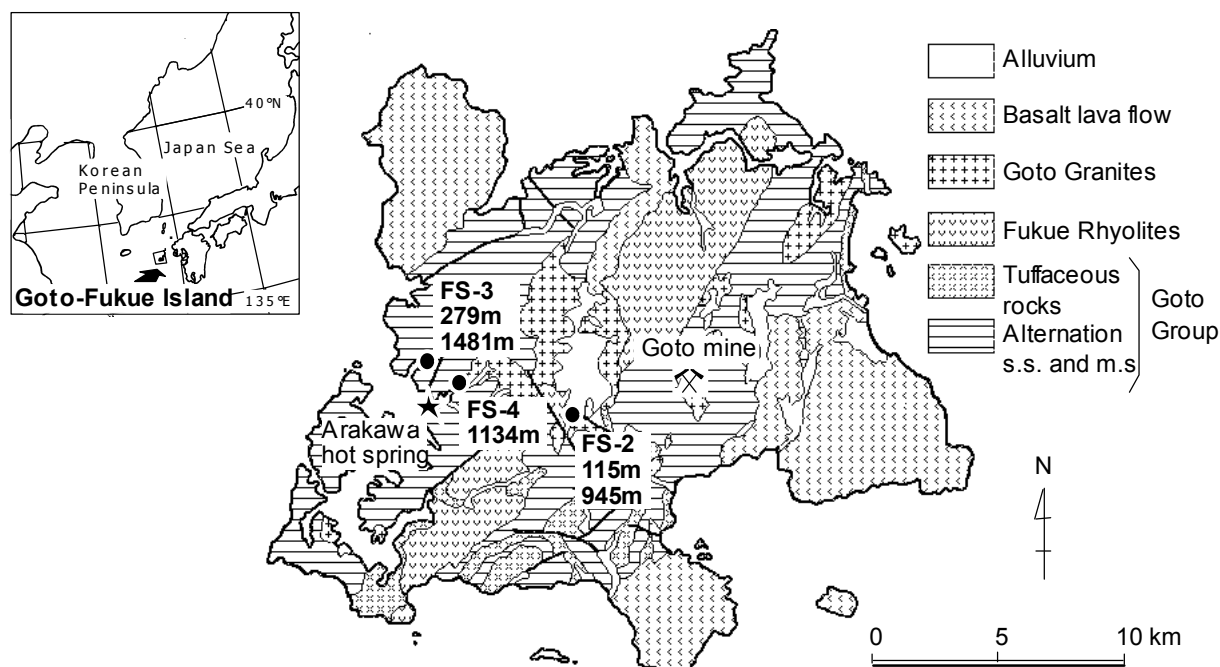 40°N
Japan Sea
Korean
Peninsula
Goto-Fukue Island
135°E
FS-3
279m
1481m
Goto mine
FS-4
1134m
Arakawa
hot spring
FS-2
115m
945m
Alluvium
Basalt lava flow
Goto Granites
Fukue Rhyolites
Tuffaceous
rocks
Alternation
s.s. and m.s
Goto
Group
N
0 5 10 km